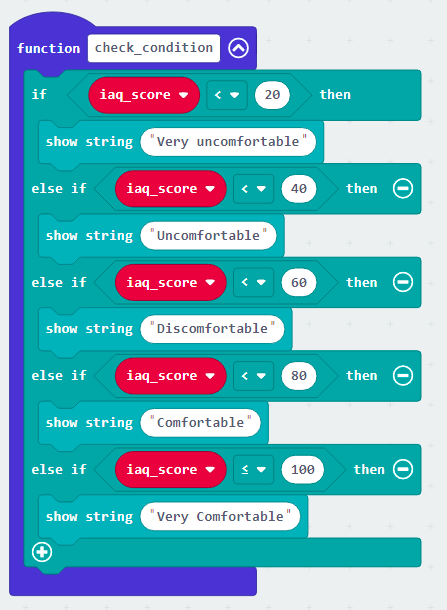 function check_condition
if iaq_score < 20 then
show string "Very uncomfortable"
else if iaq_score < 40 then
show string "Uncomfortable"
else if iaq_score < 60 then
show string "Discomfortable"
else if iaq_score < 80 then
show string "Comfortable"
else if iaq_score ≤ 100 then
show string "Very Comfortable"